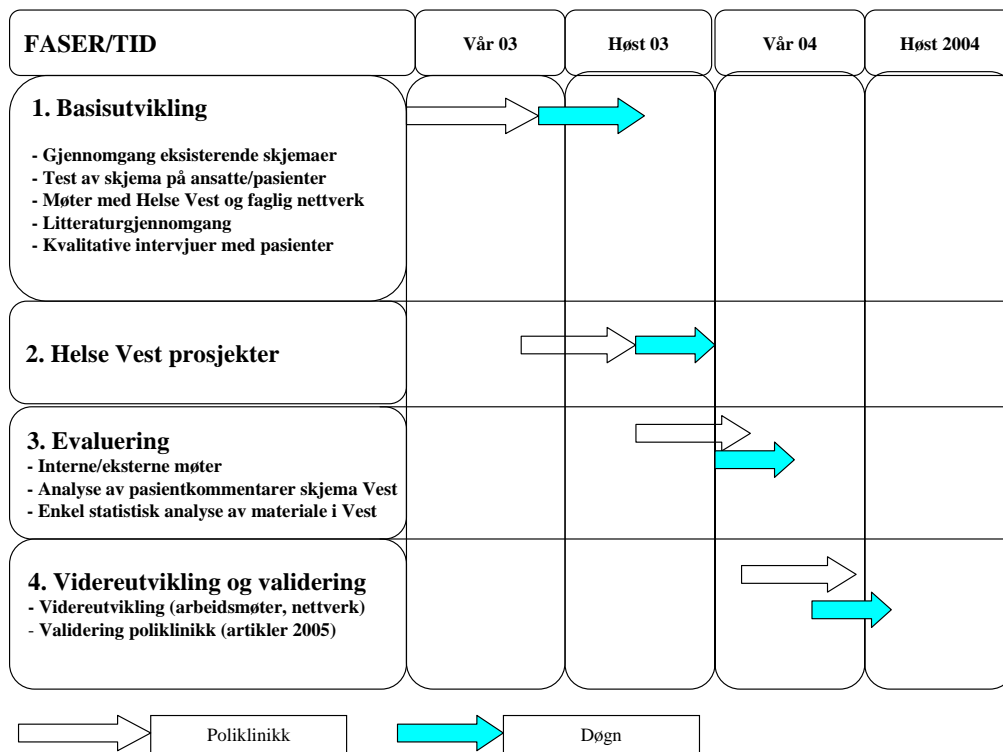 FASER/TID
Vår 03
Høst 03
Vår 04
Høst 2004
1. Basisutvikling
- Gjennomgang eksisterende skjemaer
- Test av skjema på ansatte/pasienter
- Møter med Helse Vest og faglig nettverk
- Litteraturgjennomgang
- Kvalitative intervjuer med pasienter
2. Helse Vest prosjekter
3. Evaluering
- Interne/eksterne møter
- Analyse av pasientkommentarer skjema Vest
- Enkel statistisk analyse av materiale i Vest
4. Videreutvikling og validering
- Videreutvikling (arbeidsmøter, nettverk)
- Validering poliklinikk (artikler 2005)
Poliklinikk
Døgn